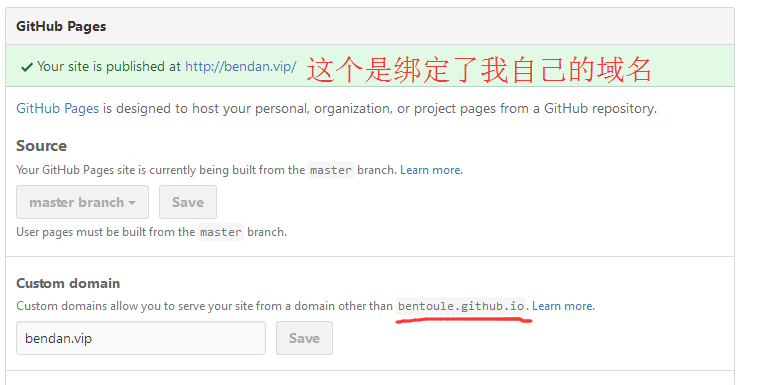 GitHub Pages
Your site is published at http://bendan.vip/ 这个是绑定了我自己的域名
GitHub Pages is designed to host your personal, organization, or project pages from a GitHub repository.
Source
Your GitHub Pages site is currently being built from the master branch. Learn more.
master branch Save
User pages must be built from the master branch.
Custom domain
Custom domains allow you to serve your site from a domain other than bentoule.github.io. Learn more.
bendan.vip Save